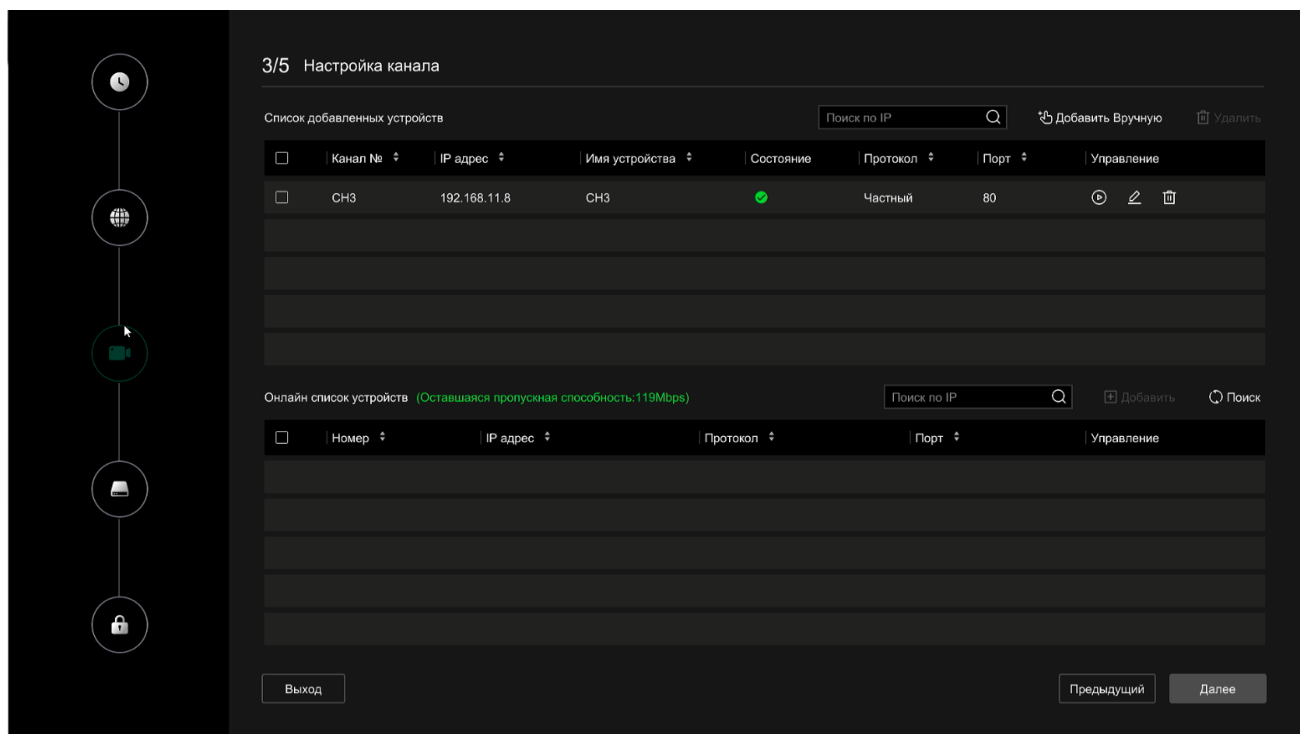 3/5 Настройка канала
Список добавленных устройств Поиск по IP Добавить Вручную Удалить
Канал № IP адрес Имя устройства Состояние Протокол Порт Управление
CH3 192.168.11.8 CH3 Частный 80
Онлайн список устройств (Оставшаяся пропускная способность:119Mbps) Поиск по IP Добавить Поиск
Номер IP адрес Протокол Порт Управление
Выход Предыдущий Далее